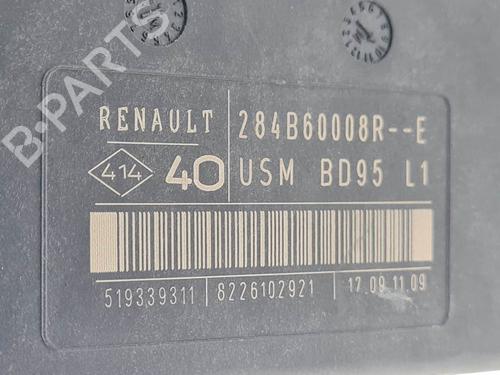 B-PARTS
RENAULT 284B60008R--E
414 40 USM BD95 L1
519339311 8226102921 17.09.11.09